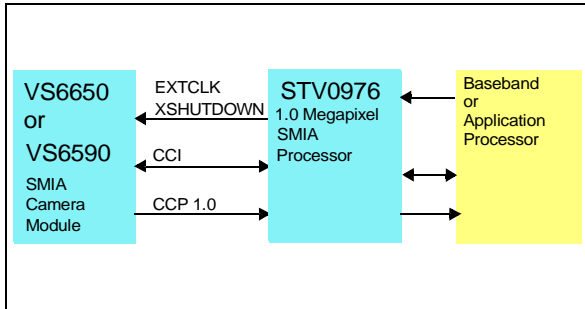 VS6650
or
VS6590
SMIA
Camera
Module
EXTCLK
XSHUTDOWN
CCI
CCP 1.0
STV0976
1.0 Megapixel
SMIA
Processor
Baseband
or
Application
Processor